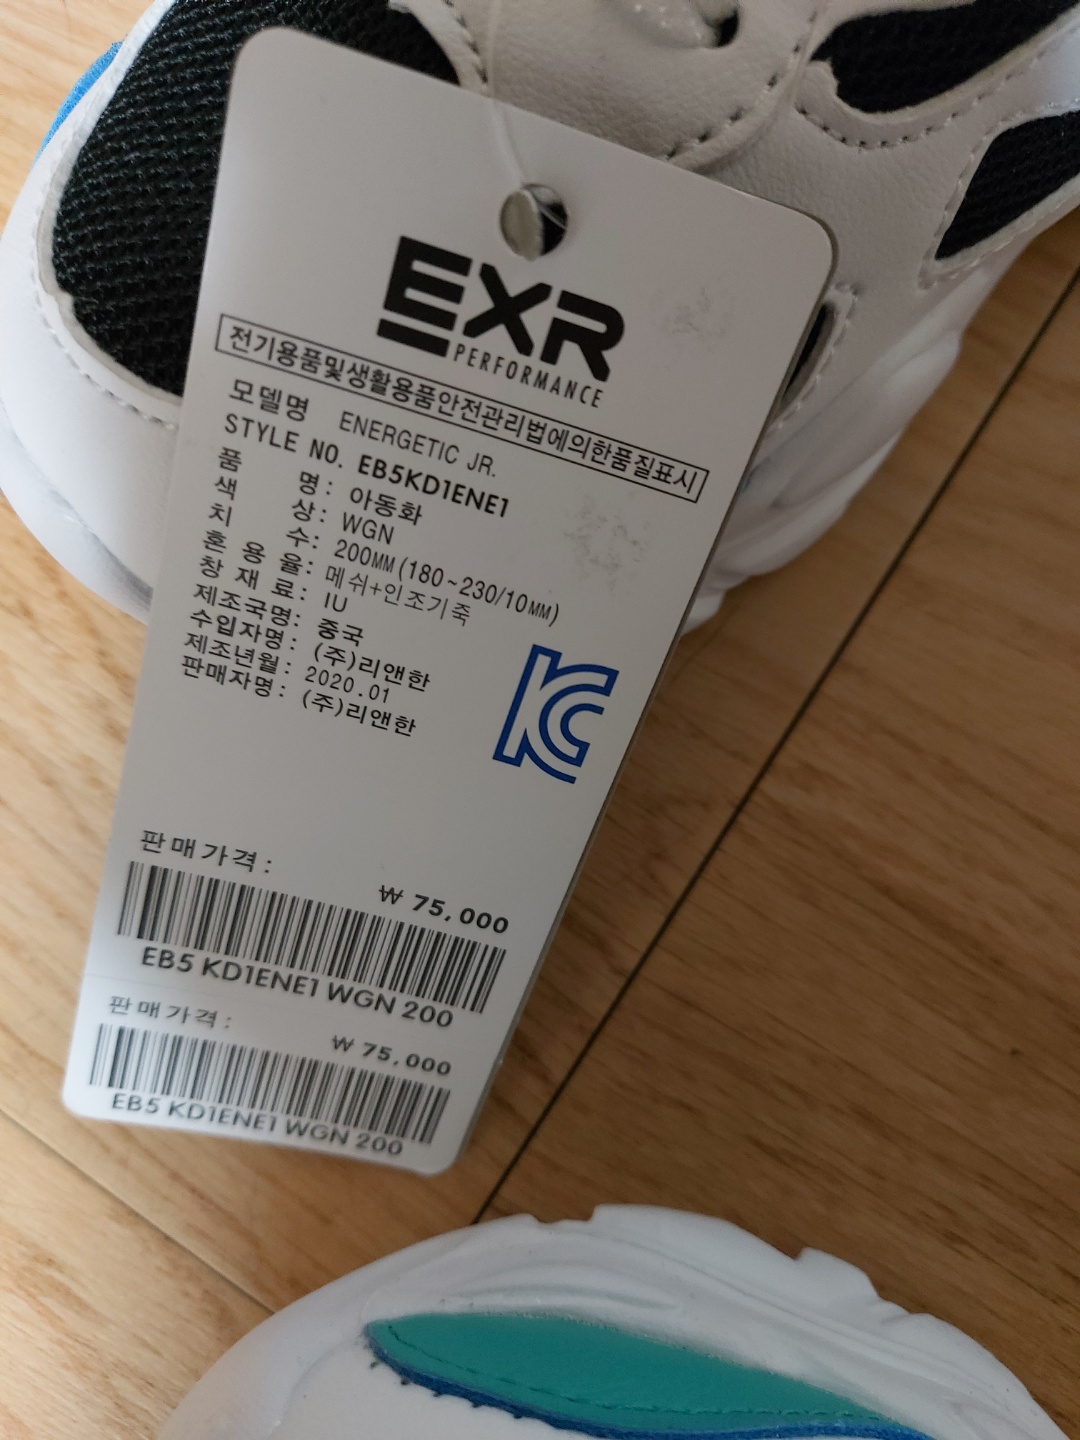 EXR
PERFORMANCE
전기용품및생활용품안전관리법에의한품질표시
모델명 ENERGETIC JR.
STYLE NO. EB5KD1ENE1
품 명: 아동화
색 상: WGN
치 수: 200MM (180~230/10MM)
혼 용 율: 메쉬+인조가죽
창 재 료: IU
제조국명: 중국
수입자명: (주)리앤한
제조년월: 2020.01
판매자명: (주)리앤한
판매가격:
₩ 75,000
EB5 KD1ENE1 WGN 200
판매가격:
₩ 75,000
EB5 KD1ENE1 WGN 200